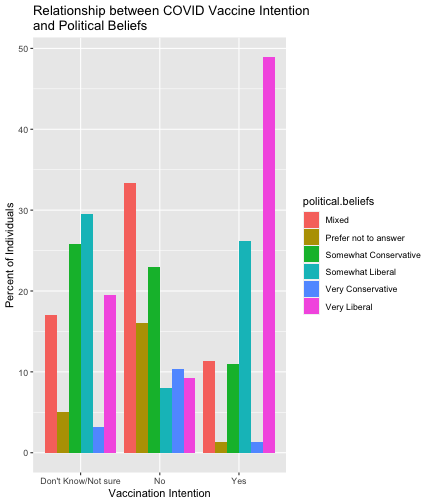 Relationship between COVID Vaccine Intention
and Political Beliefs
50
40
30
20
10
0
Percent of Individuals
Don't Know/Not sure
No
Yes
Vaccination Intention
political.beliefs
Mixed
Prefer not to answer
Somewhat Conservative
Somewhat Liberal
Very Conservative
Very Liberal